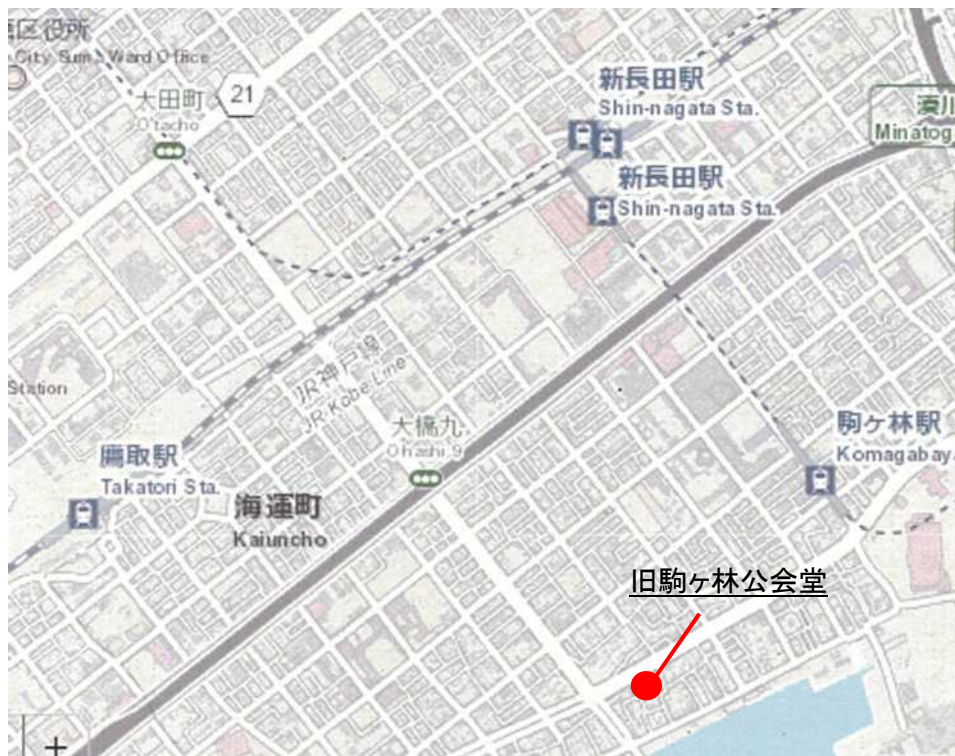 区役所
City Suma Ward Office
大田町
O'tacho
21
新長田駅
Shin-nagata Sta.
湊川
Minatoga
新長田駅
Shin-nagata Sta.
JR神戸線
JR Kobe Line
Station
大橋九
Ohashi 9
駒ヶ林駅
Komagabay
鷹取駅
Takatori Sta.
海運町
Kaiuncho
旧駒ヶ林公会堂
+